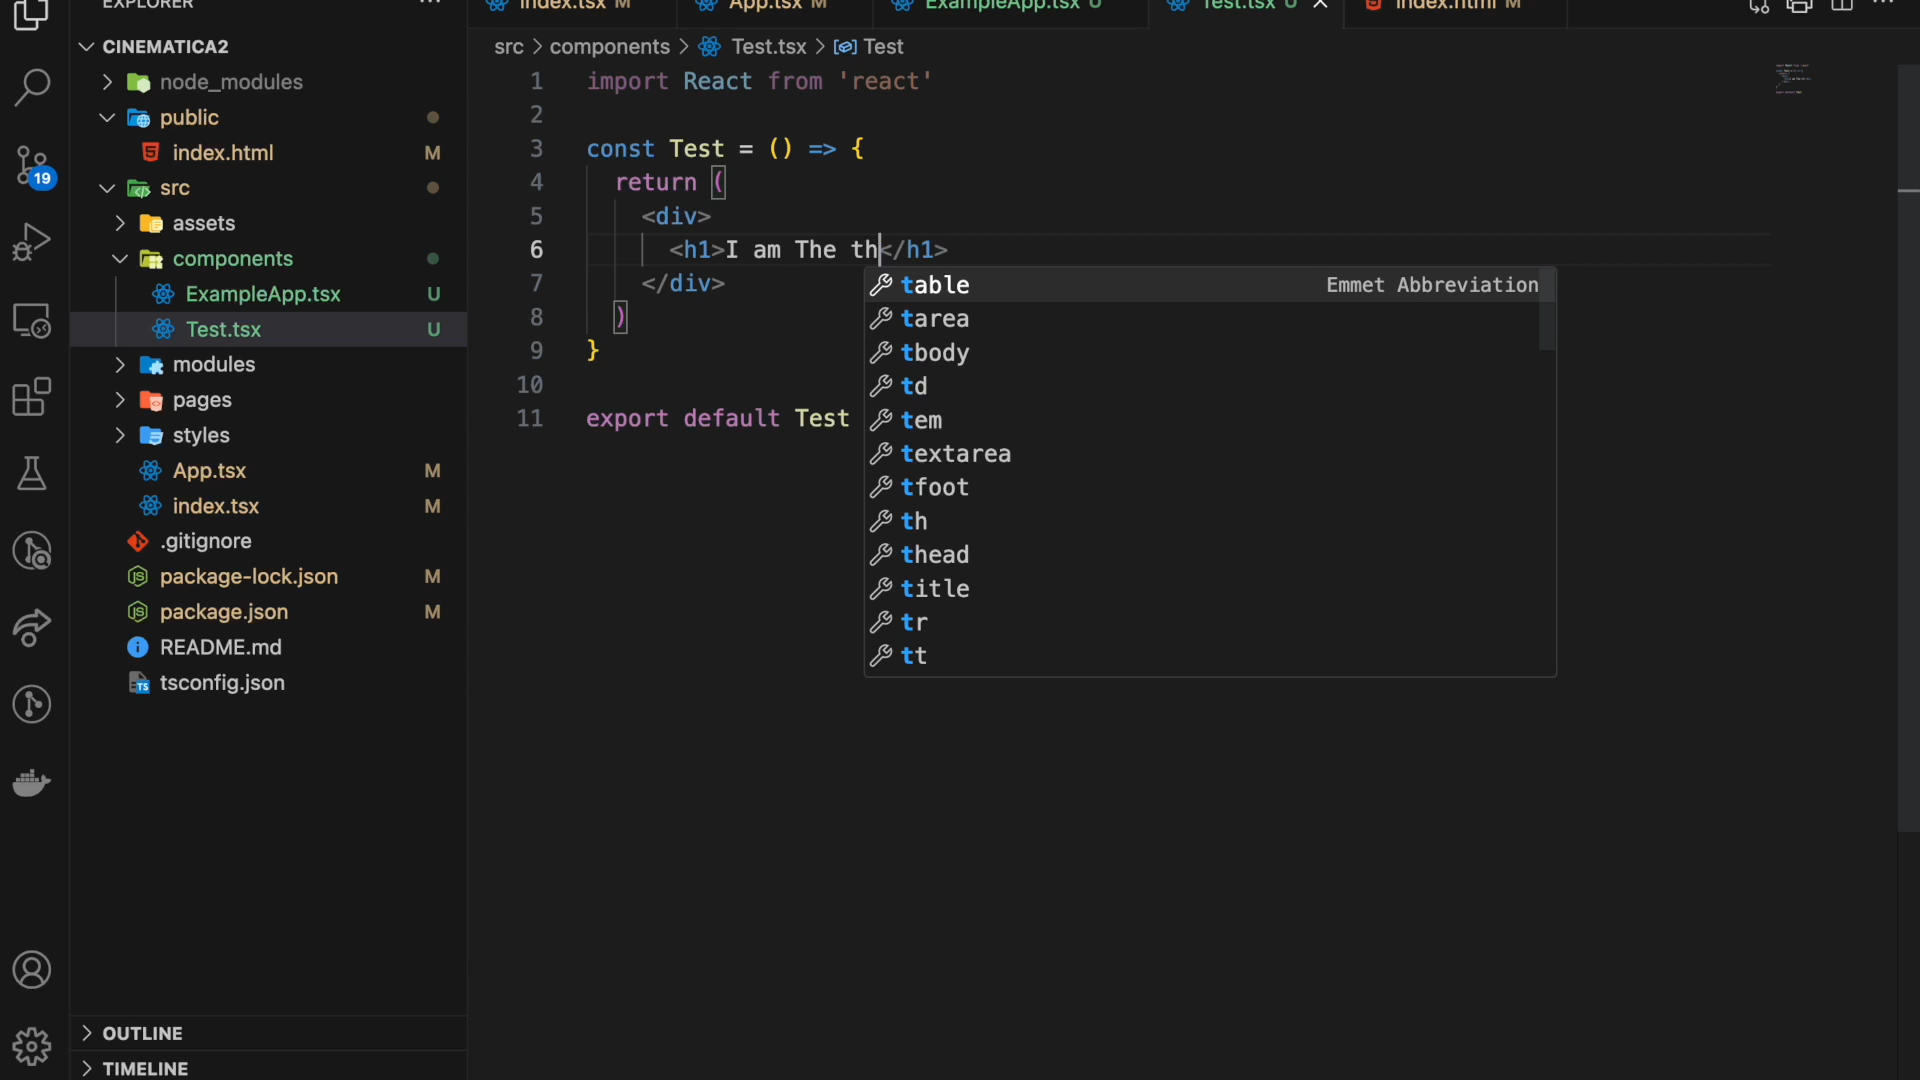 EXPLORER
index.tsx M
App.tsx M
ExampleApp.tsx U
Test.tsx U
index.html M
CINEMATICA2
src > components > Test.tsx > Test
node_modules
public
index.html M
src
assets
components
ExampleApp.tsx U
Test.tsx U
modules
pages
styles
App.tsx M
index.tsx M
.gitignore
package-lock.json M
package.json M
README.md
tsconfig.json
OUTLINE
TIMELINE
19
1 import React from 'react'
2
3 const Test = () => {
4 return (
5 <div>
6 <h1>I am The th</h1>
7 </div>
8 )
9 }
10
11 export default Test
table Emmet Abbreviation
tarea
tbody
td
tem
textarea
tfoot
th
thead
title
tr
tt